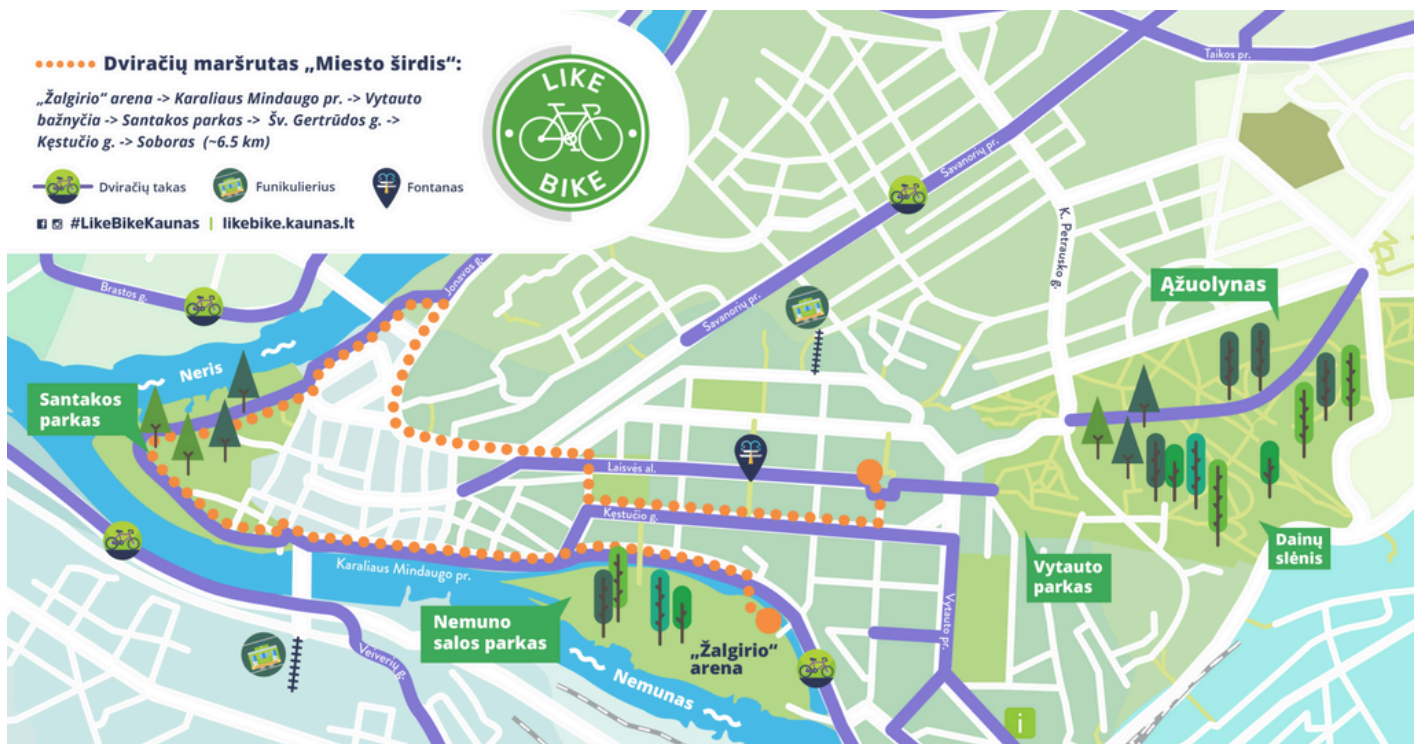 Dviračių maršrutas „Miesto širdis“:
„Žalgirio“ arena -> Karaliaus Mindaugo pr. -> Vytauto
bažnyčia -> Santakos parkas -> Šv. Gertrūdos g. ->
Kęstučio g. -> Soboras (~6.5 km)
Dviračių takas
Funikulierius
Fontanas
#LikeBikeKaunas | likebike.kaunas.lt
LIKE
BIKE
Taikos pr.
Savanorių pr.
K. Petrausko g.
Jonavos g.
Brastos g.
Ąžuolynas
Savanorių pr.
Neris
Santakos
parkas
Laisvės al.
Kęstučio g.
Karaliaus Mindaugo pr.
Dainų
slėnis
Vytauto
parkas
Vytauto pr.
Nemuno
salos parkas
„Žalgirio“
arena
Veiverių g.
Nemunas
i